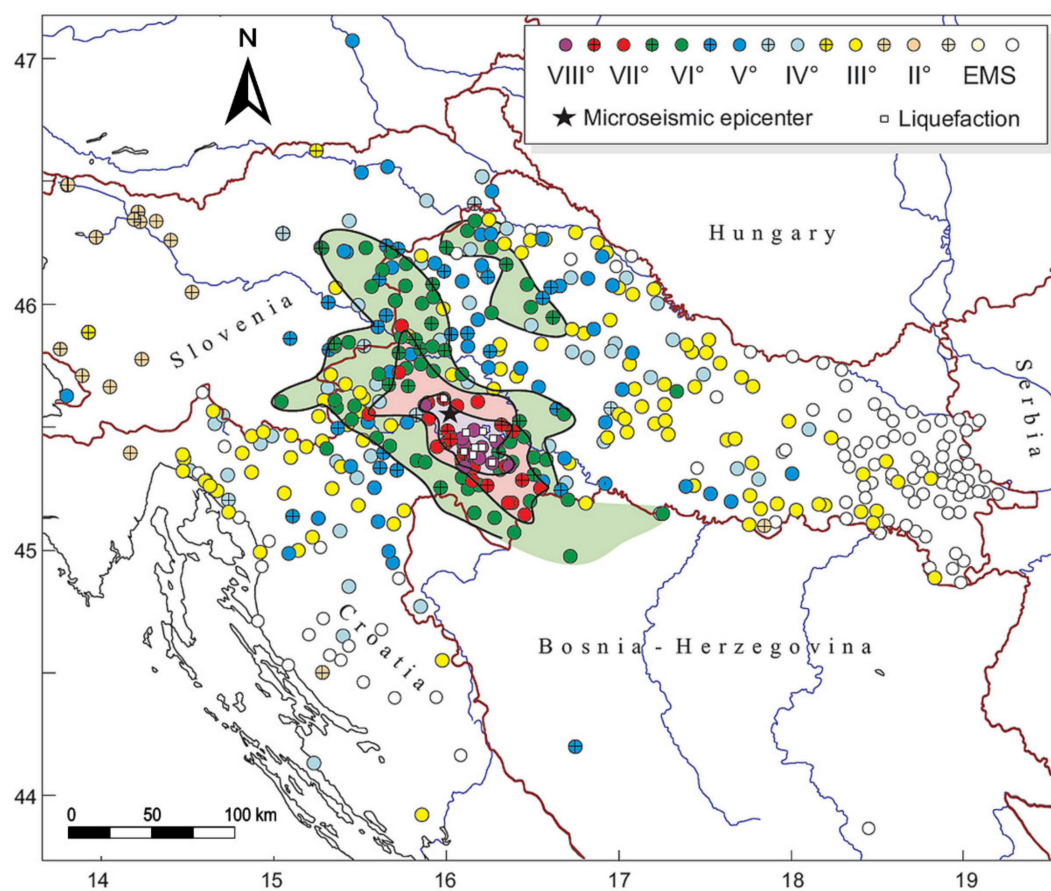 47
46
45
44
14
15
16
17
18
19
N
VIII° VII° VI° V° IV° III° II° EMS
Microseismic epicenter
Liquefaction
Hungary
Slovenia
Serbia
Croatia
Bosnia-Herzegovina
0 50 100 km